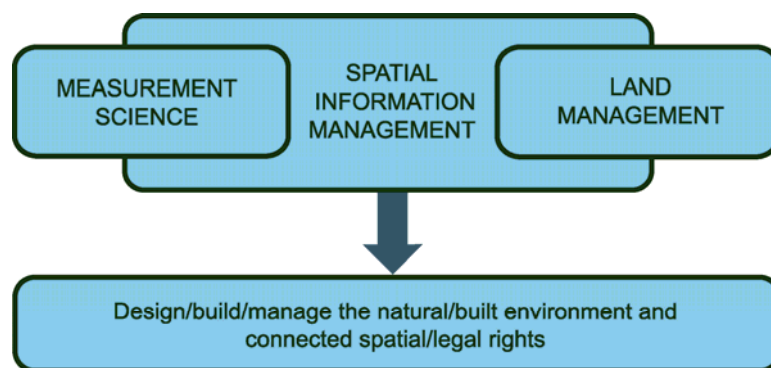 MEASUREMENT
SCIENCE
SPATIAL
INFORMATION
MANAGEMENT
LAND
MANAGEMENT
Design/build/manage the natural/built environment and
connected spatial/legal rights